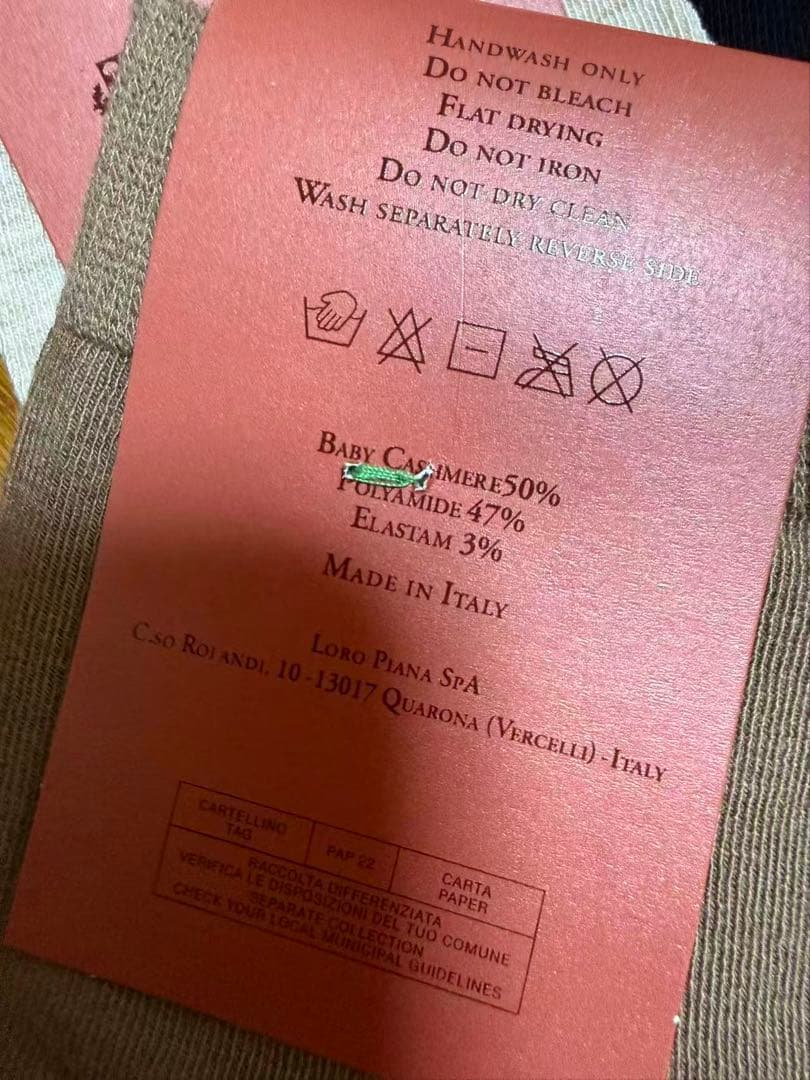 HANDWASH ONLY
DO NOT BLEACH
FLAT DRYING
DO NOT IRON
DO NOT DRY CLEAN
WASH SEPARATELY REVERSE SIDE
BABY CASHMERE 50%
POLYAMIDE 47%
ELASTAM 3%
MADE IN ITALY
LORO PIANA SPA
C.SO ROLANDI, 10 - 13017 QUARONA (VERCELLI) - ITALY
CARTELLINO
TAG
PAP 22
CARTA
PAPER
RACCOLTA DIFFERENZIATA
VERIFICA LE DISPOSIZIONI DEL TUO COMUNE
SEPARATE COLLECTION
CHECK YOUR LOCAL MUNICIPAL GUIDELINES